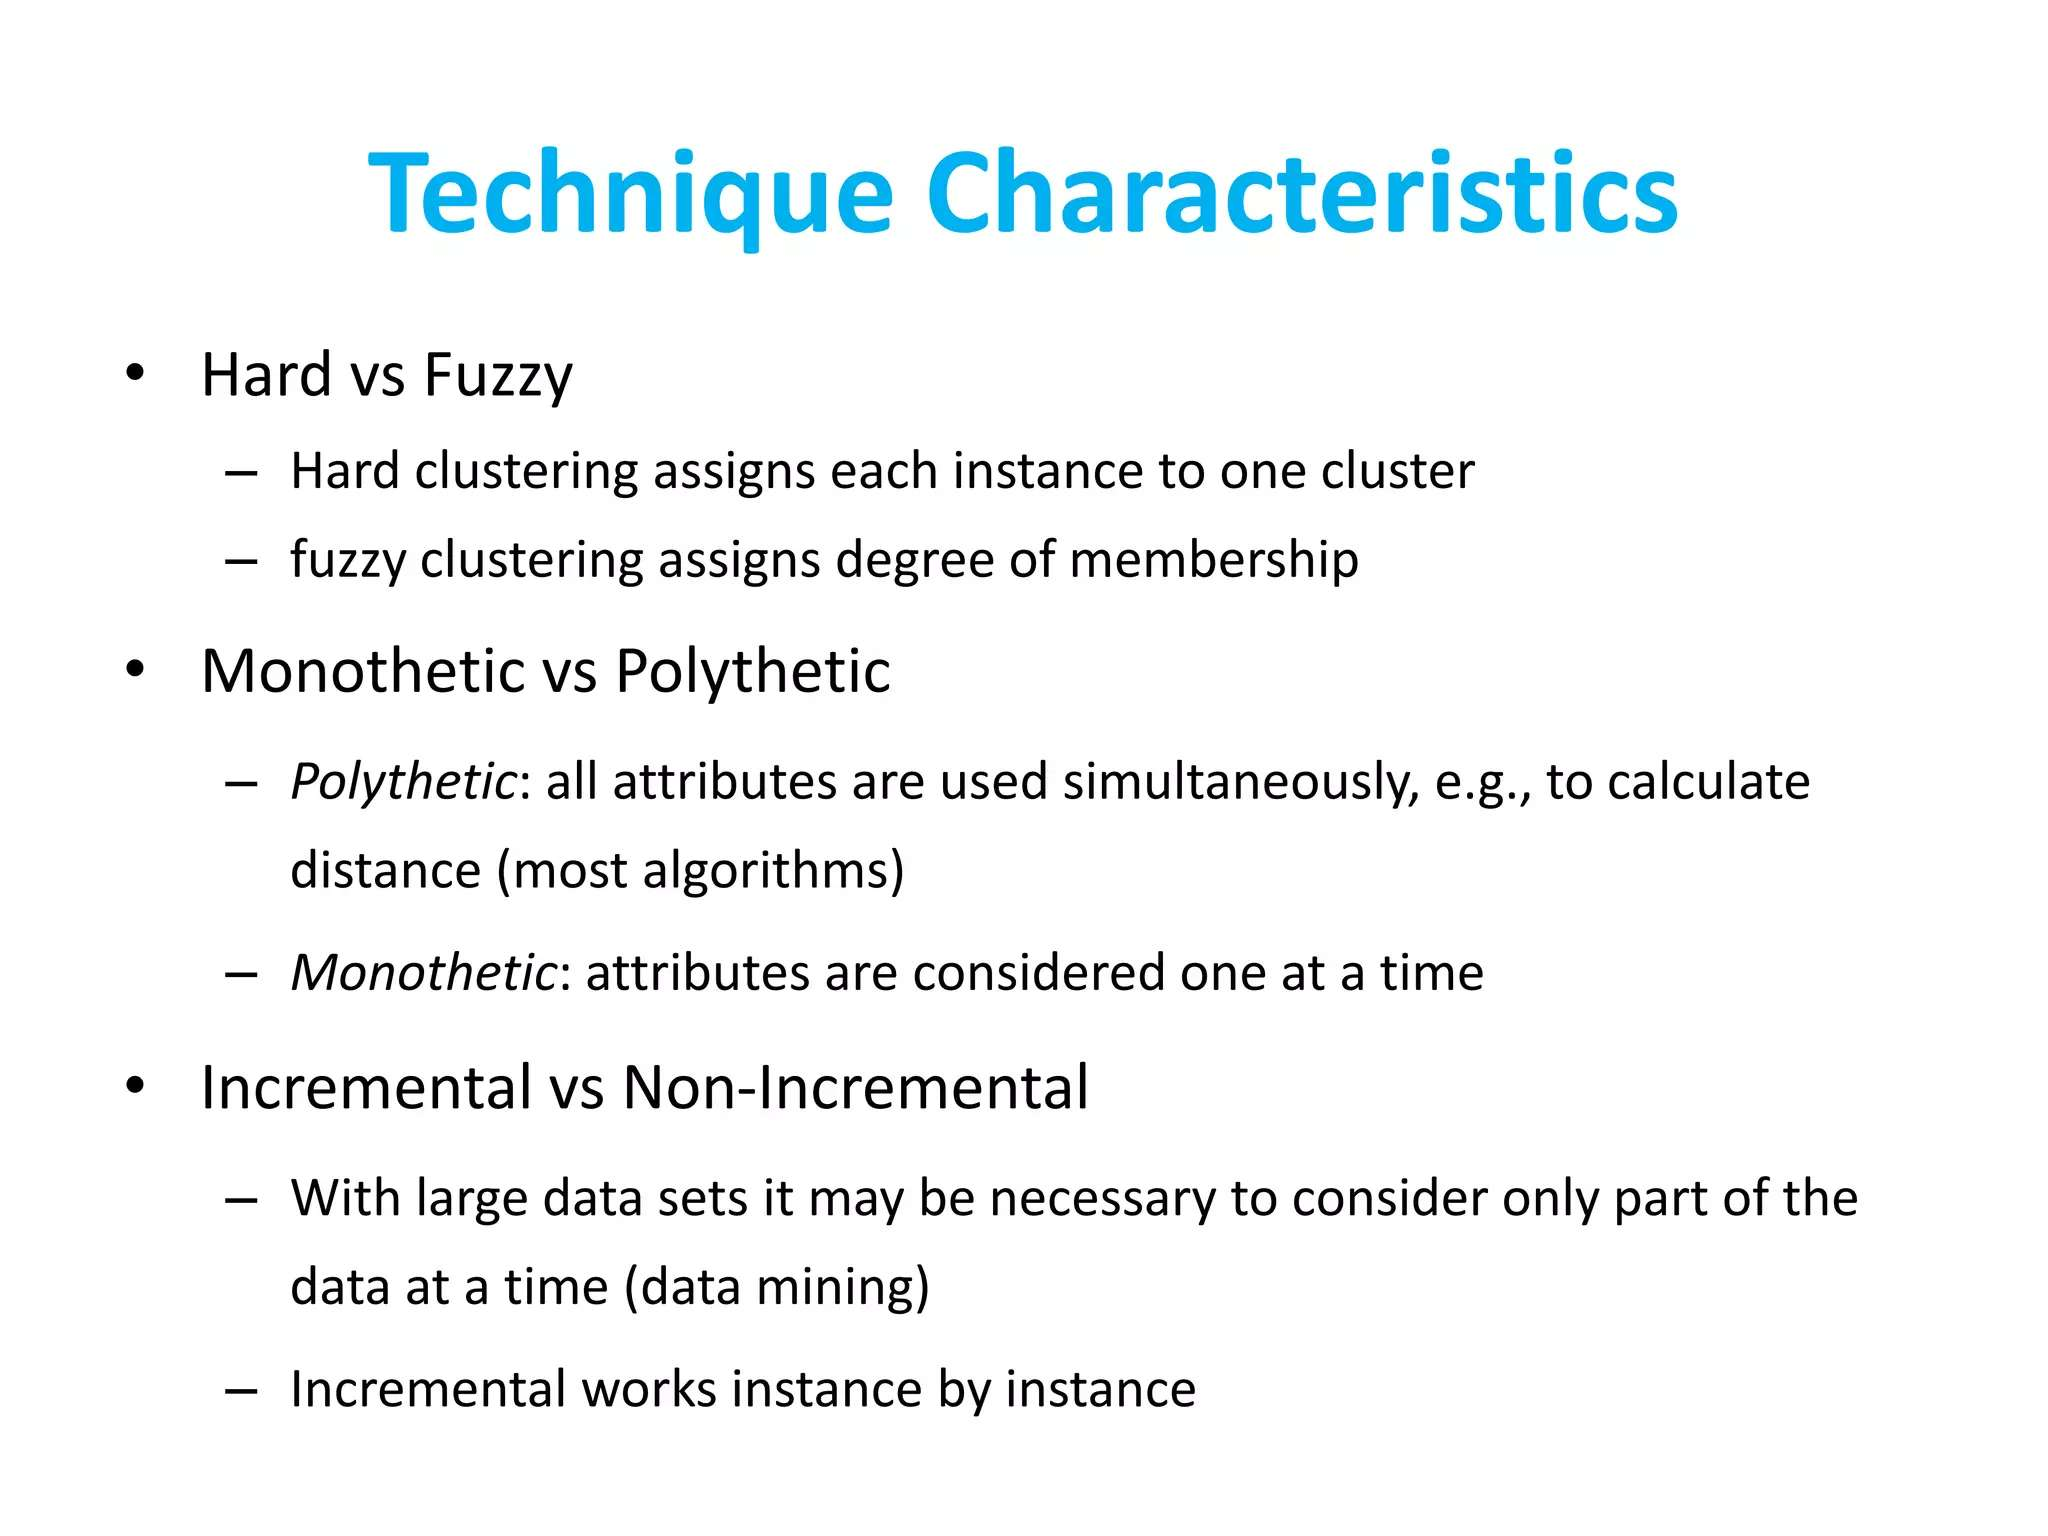 Technique Characteristics
• Hard vs Fuzzy
– Hard clustering assigns each instance to one cluster
– fuzzy clustering assigns degree of membership
• Monothetic vs Polythetic
– Polythetic: all attributes are used simultaneously, e.g., to calculate
distance (most algorithms)
– Monothetic: attributes are considered one at a time
• Incremental vs Non-Incremental
– With large data sets it may be necessary to consider only part of the
data at a time (data mining)
– Incremental works instance by instance